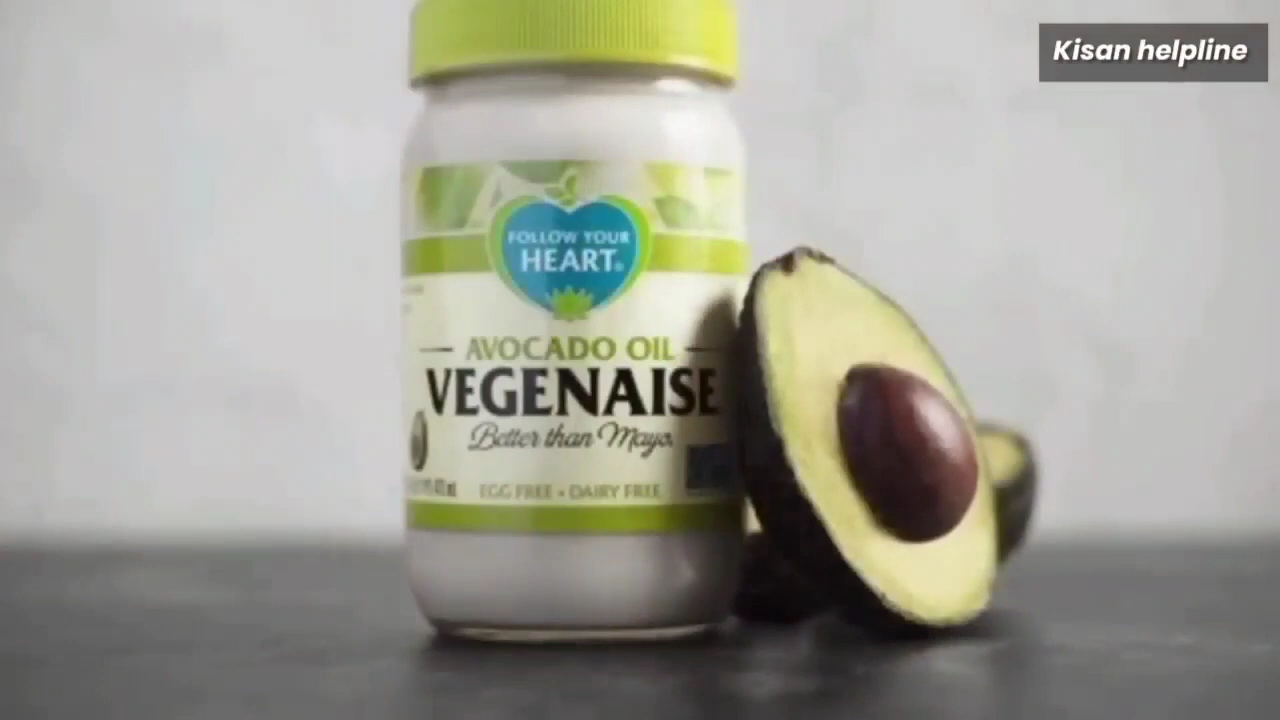 Kisan helpline
FOLLOW YOUR
HEART®
AVOCADO OIL
VEGENAISE
Better than Mayo
EGG FREE • DAIRY FREE